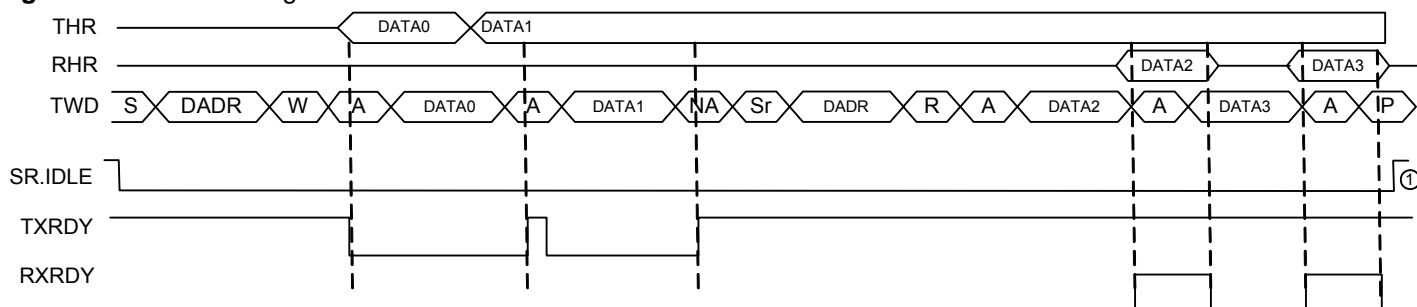 THR DATA0 DATA1
RHR DATA2 DATA3
TWD S DADR W A DATA0 A DATA1 NA Sr DADR R A DATA2 A DATA3 A P
SR.IDLE ①
TXRDY
RXRDY